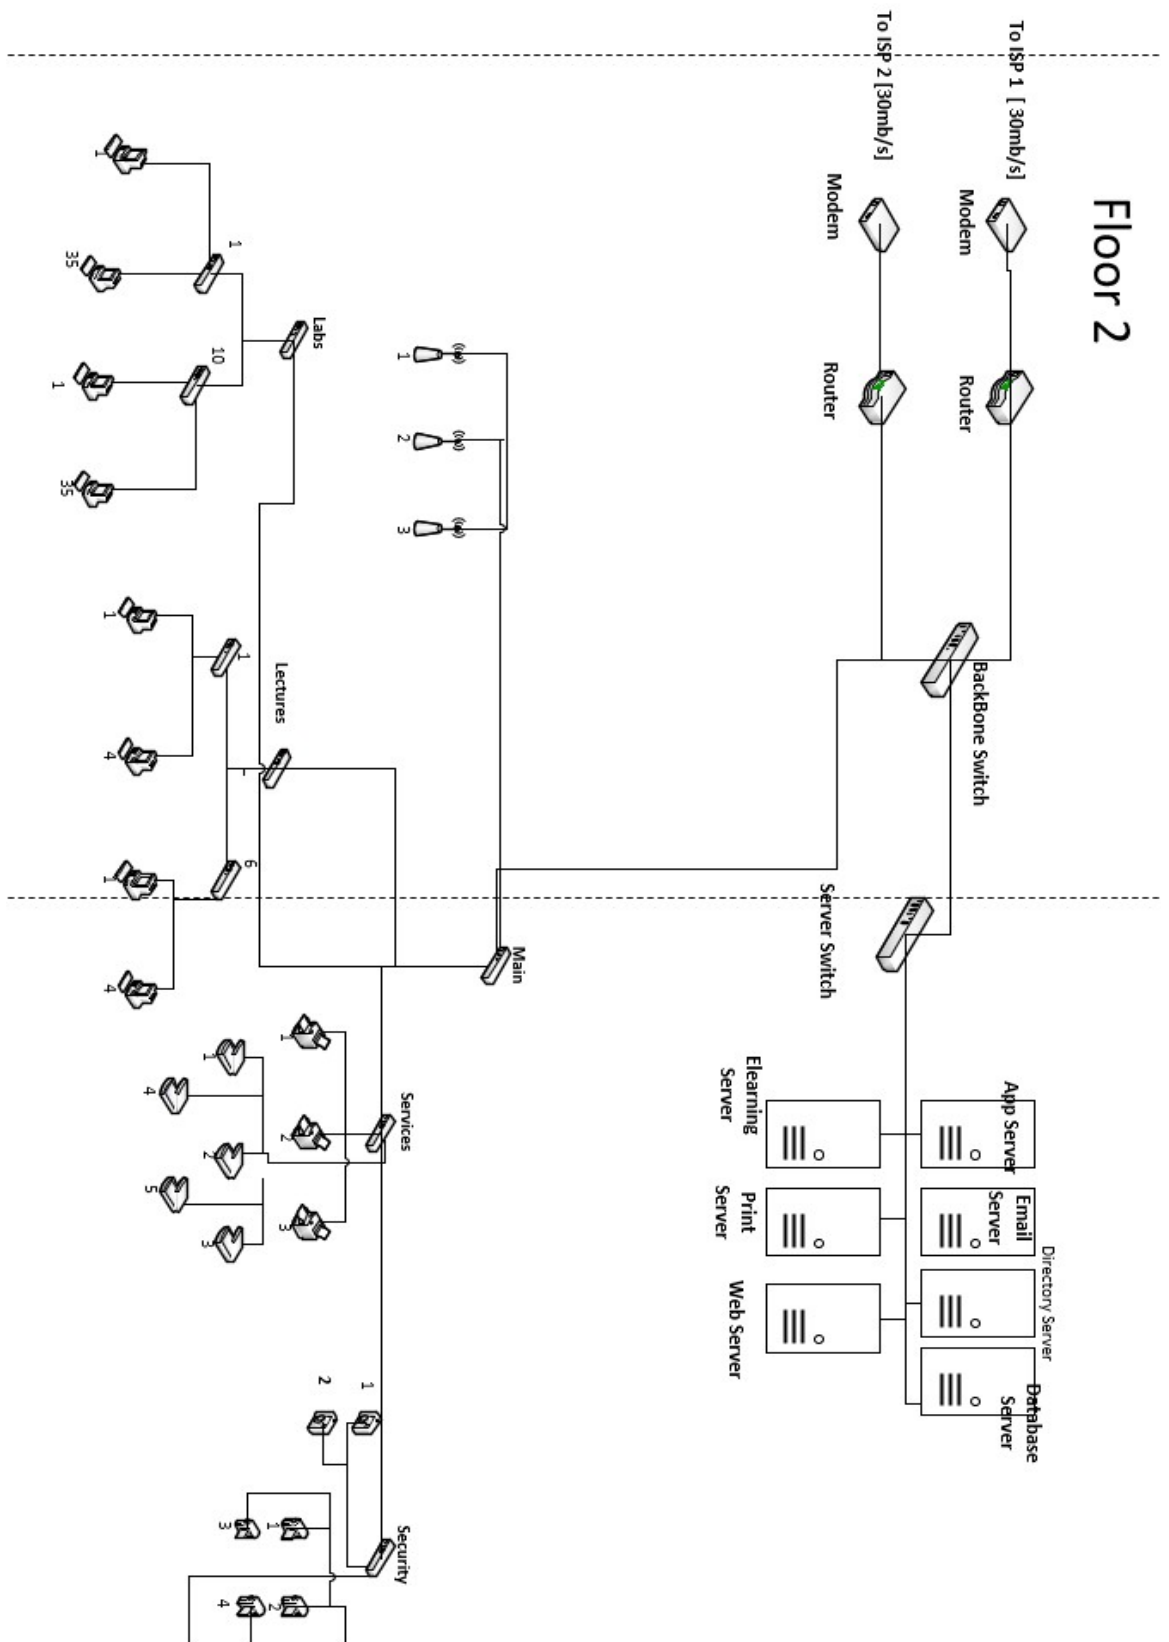 Floor 2
To ISP 1 [ 30mb/s]
To ISP 2 [30mb/s]
Modem
Modem
Router
Router
BackBone Switch
Server Switch
App Server
Email
Server
Directory Server
Database
Server
Elearning
Server
Print
Server
Web Server
Main
1
2
3
Labs
1
10
1
35
1
35
Lectures
1
6
1
4
1
4
Services
1
2
3
1
2
3
4
5
Security
1
2
1
2
3
4